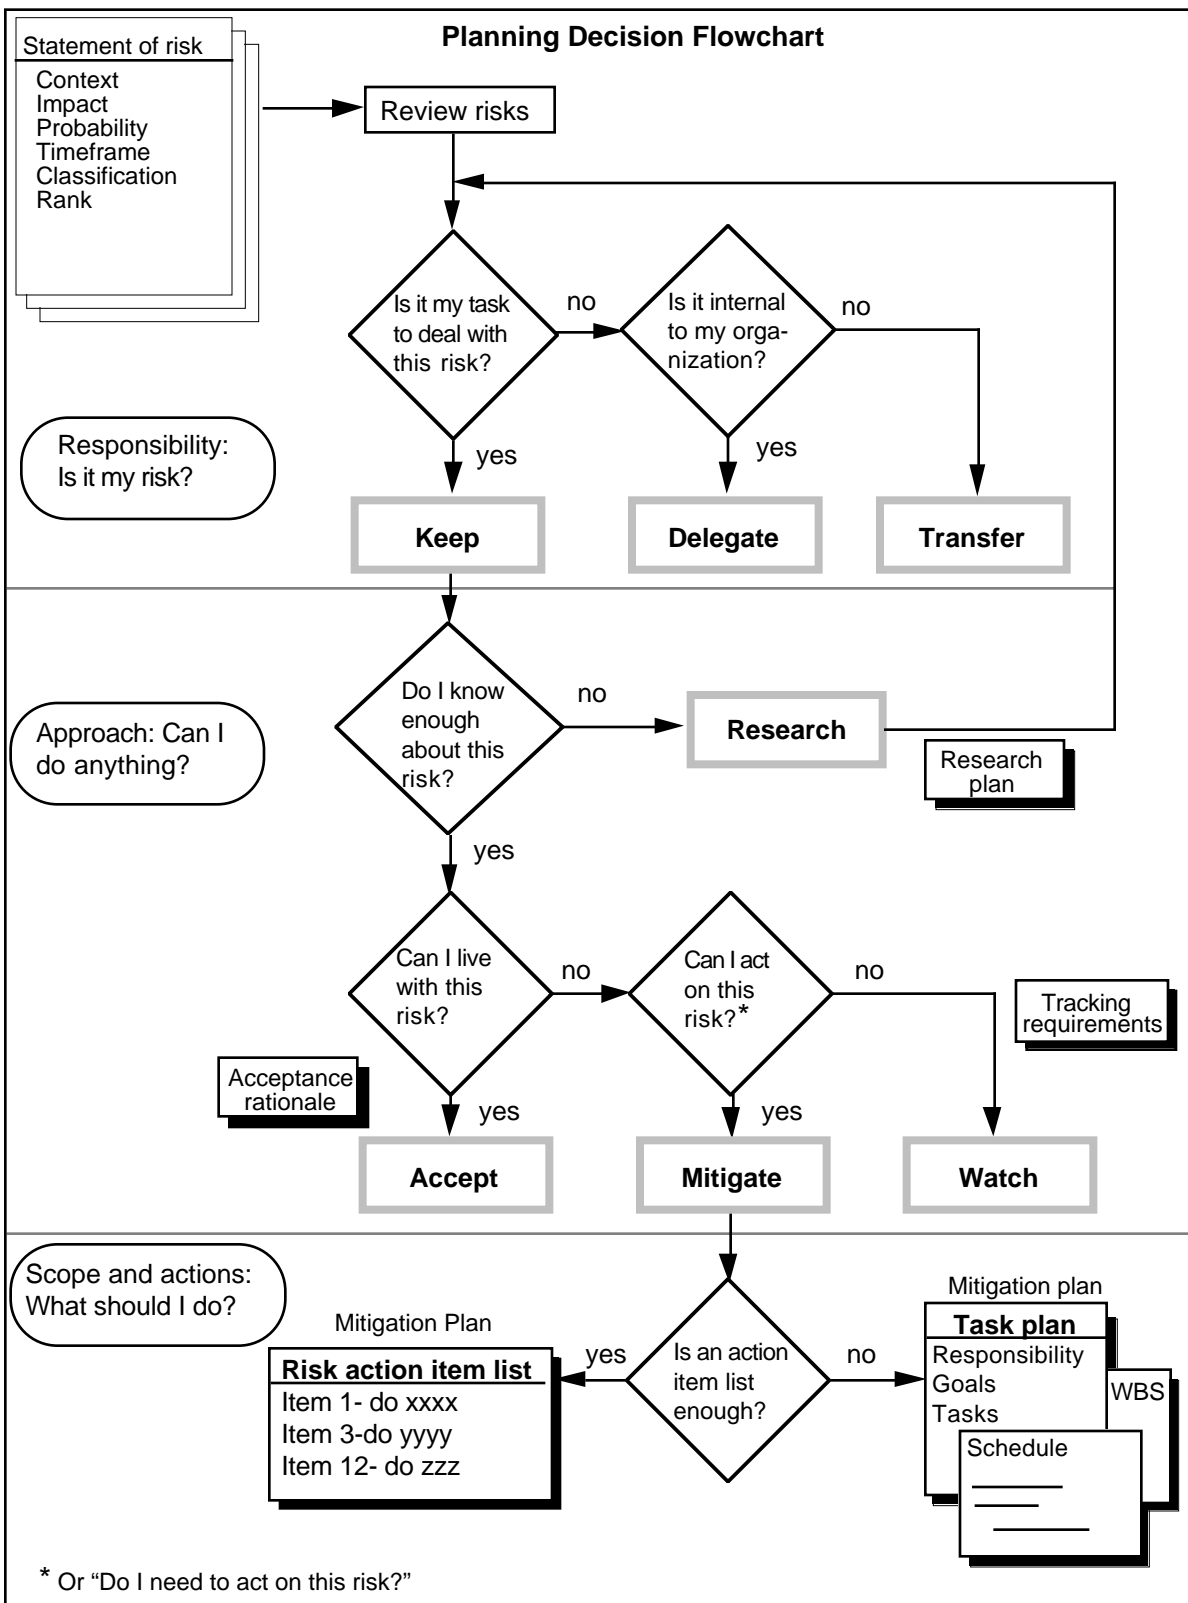 Planning Decision Flowchart
Statement of risk
Context
Impact
Probability
Timeframe
Classification
Rank
Review risks
Is it my task
to deal with
this risk?
no
Is it internal
to my orga-
nization?
no
Responsibility:
Is it my risk?
yes
yes
Keep
Delegate
Transfer
Approach: Can I
do anything?
Do I know
enough
about this
risk?
no
Research
Research
plan
yes
Can I live
with this
risk?
no
Can I act
on this
risk?*
no
Tracking
requirements
Acceptance
rationale
yes
yes
Accept
Mitigate
Watch
Scope and actions:
What should I do?
Mitigation Plan
Risk action item list
Item 1- do xxxx
Item 3-do yyyy
Item 12- do zzz
yes
Is an action
item list
enough?
no
Mitigation plan
Task plan
Responsibility
Goals
Tasks
WBS
Schedule
* Or “Do I need to act on this risk?”